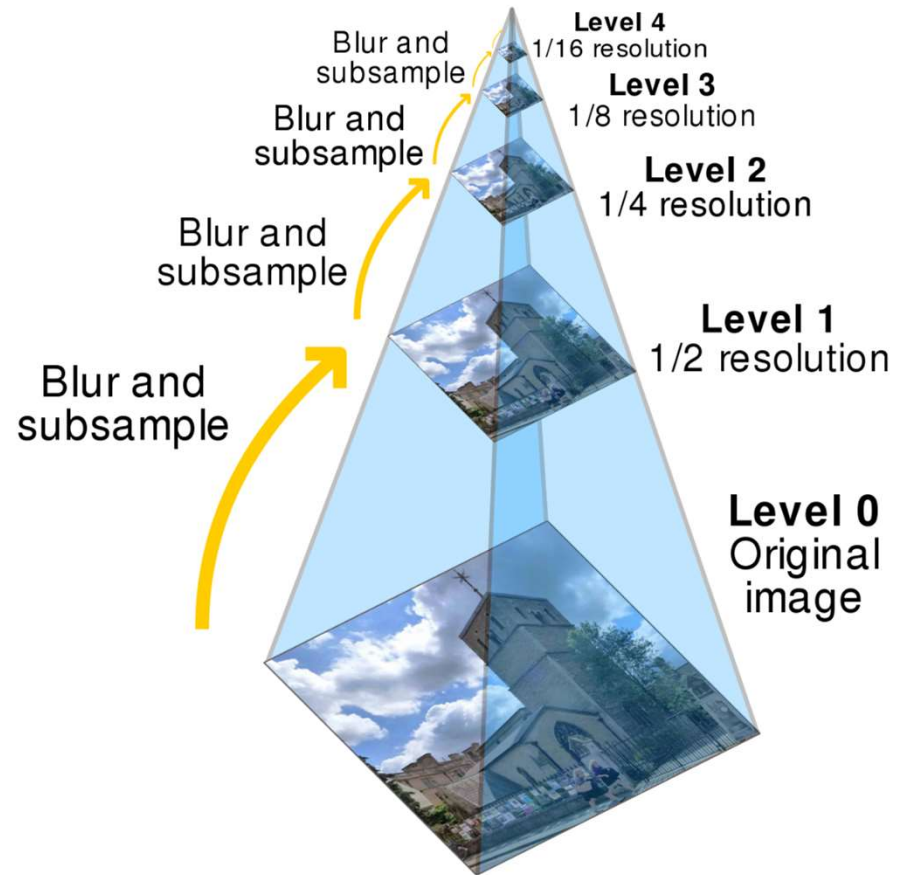 Level 4
1/16 resolution
Blur and
subsample
Level 3
1/8 resolution
Blur and
subsample
Level 2
1/4 resolution
Blur and
subsample
Level 1
1/2 resolution
Blur and
subsample
Level 0
Original
image